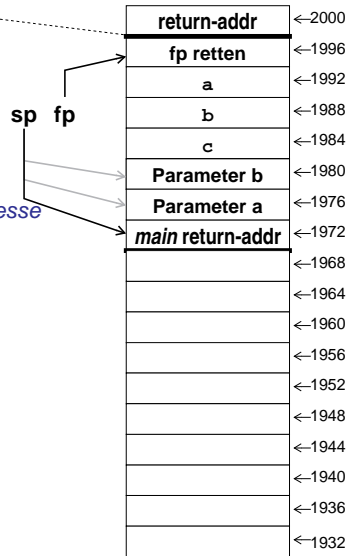 return-addr ←2000
fp retten ←1996
a ←1992
b ←1988
sp fp
c ←1984
Parameter b ←1980
Parameter a ←1976
esse
main return-addr ←1972
←1968
←1964
←1960
←1956
←1952
←1948
←1944
←1940
←1936
←1932